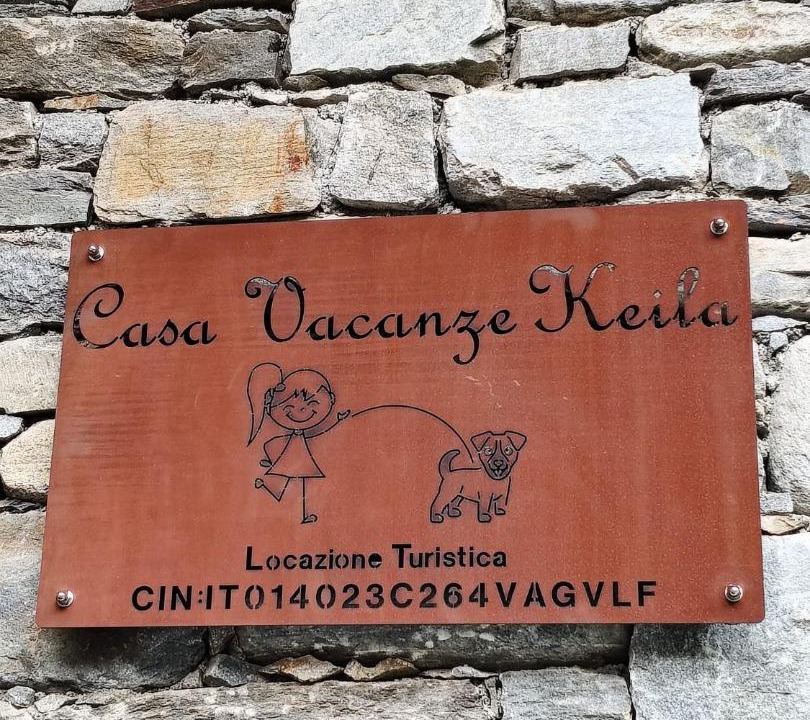 Casa Vacanze Keila
Locazione Turistica
CIN:IT014023C264VAGVLF